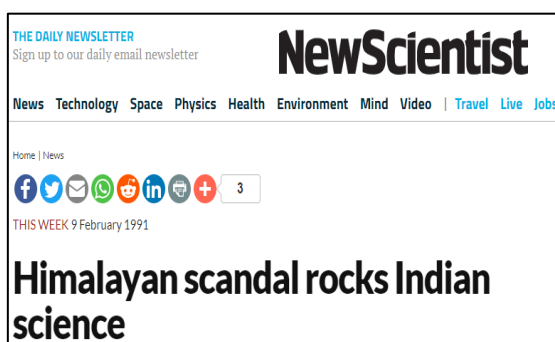 THE DAILY NEWSLETTER
Sign up to our daily email newsletter
NewScientist
News Technology Space Physics Health Environment Mind Video | Travel Live Jobs
Home | News
3
THIS WEEK 9 February 1991
Himalayan scandal rocks Indian
science